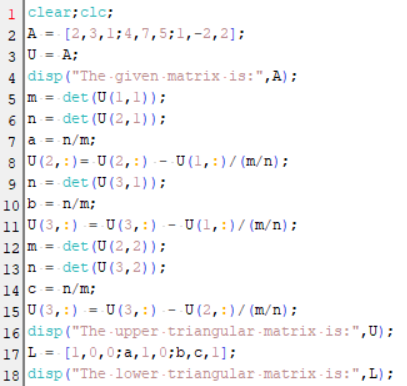 1 clear;clc;
2 A = [2,3,1;4,7,5;1,-2,2];
3 U = A;
4 disp("The given matrix is:",A);
5 m = det(U(1,1));
6 n = det(U(2,1));
7 a = n/m;
8 U(2,:)= U(2,:) - U(1,:)/(m/n);
9 n = det(U(3,1));
10 b = n/m;
11 U(3,:) = U(3,:) - U(1,:)/(m/n);
12 m = det(U(2,2));
13 n = det(U(3,2));
14 c = n/m;
15 U(3,:) = U(3,:) - U(2,:)/(m/n);
16 disp("The upper triangular matrix is:",U);
17 L = [1,0,0;a,1,0;b,c,1];
18 disp("The lower triangular matrix is:",L);